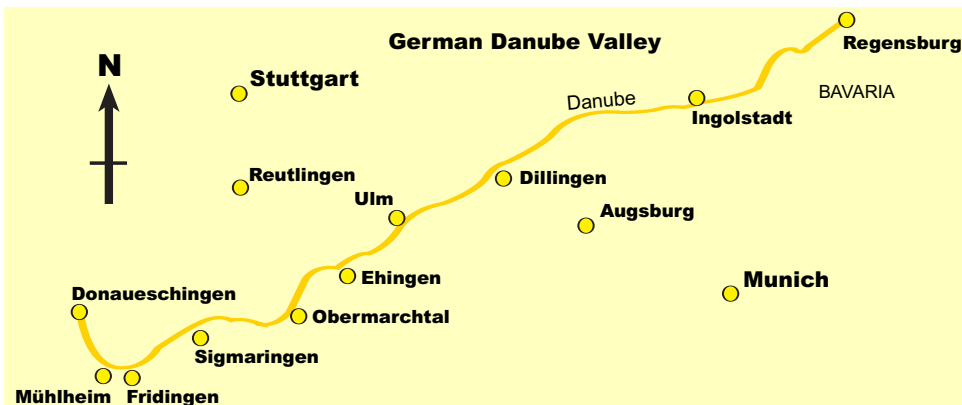 German Danube Valley
Regensburg
N
Stuttgart
BAVARIA
Danube
Ingolstadt
Reutlingen
Dillingen
Ulm
Augsburg
Ehingen
Munich
Donaueschingen
Obermarchtal
Sigmaringen
Mühlheim
Fridingen